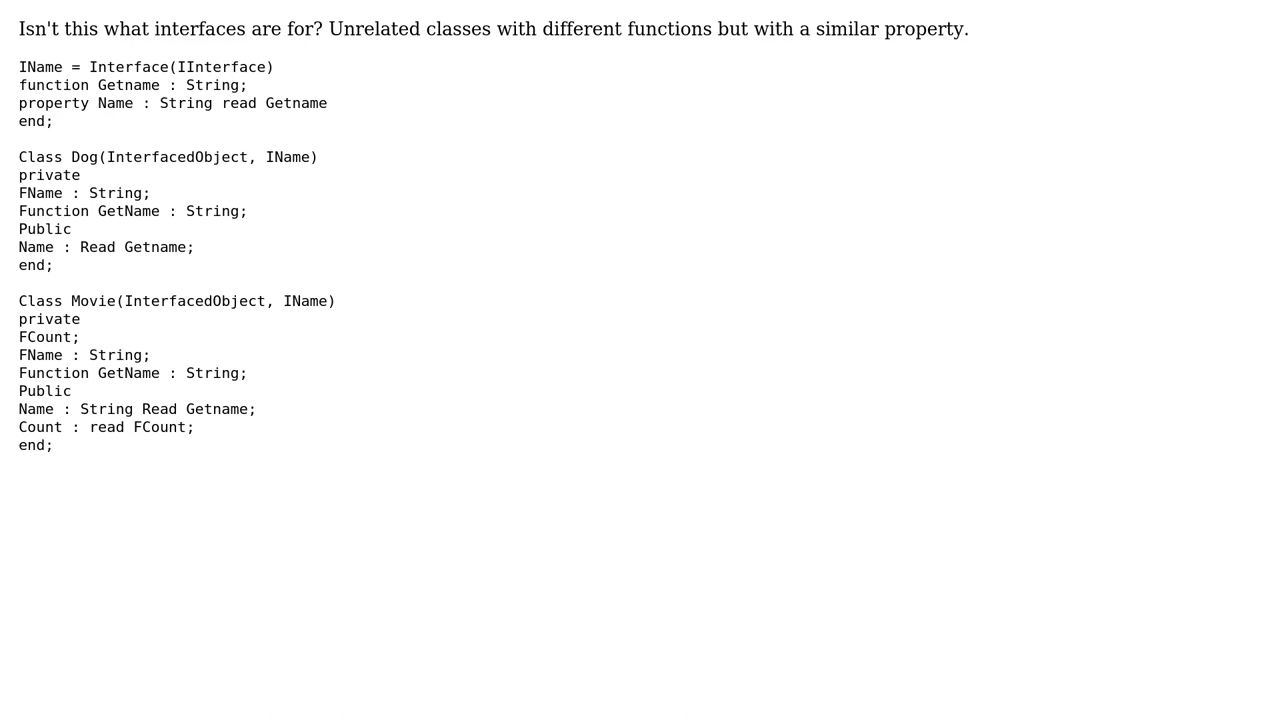 Isn't this what interfaces are for? Unrelated classes with different functions but with a similar property.
IName = Interface(IInterface)
function Getname : String;
property Name : String read Getname
end;
Class Dog(InterfacedObject, IName)
private
FName : String;
Function GetName : String;
Public
Name : Read Getname;
end;
Class Movie(InterfacedObject, IName)
private
FCount;
FName : String;
Function GetName : String;
Public
Name : String Read Getname;
Count : read FCount;
end;